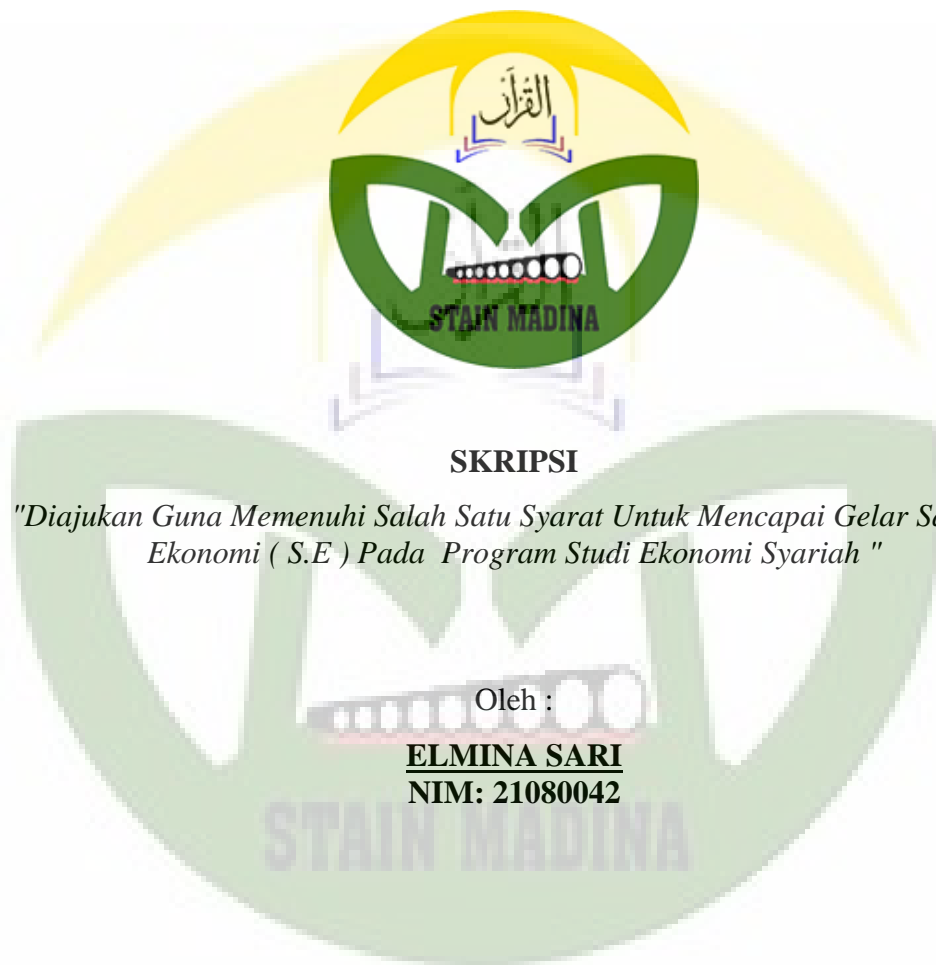 القرآن
STAIN MADINA
SKRIPSI
"Diajukan Guna Memenuhi Salah Satu Syarat Untuk Mencapai Gelar
Ekonomi ( S.E ) Pada Program Studi Ekonomi Syariah "
Oleh :
ELMINA SARI
NIM: 21080042
STAIN MADINA